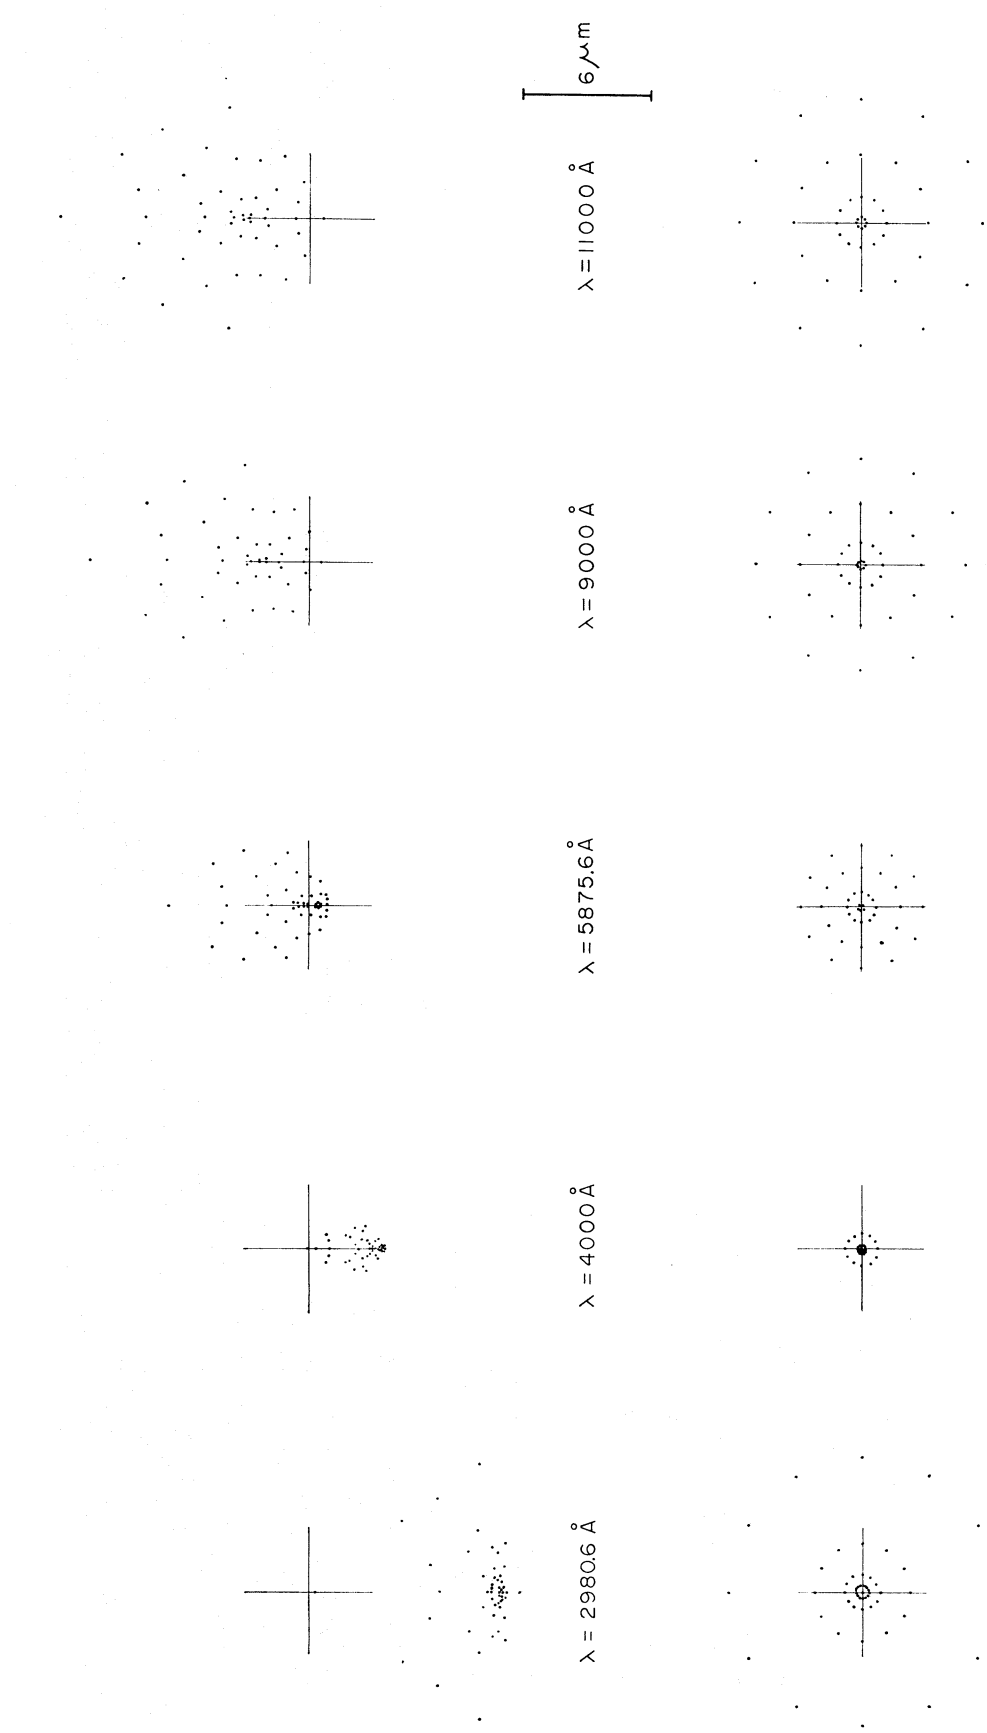 6 μm
λ = 11000 Å
λ = 9000 Å
λ = 5875.6 Å
λ = 4000 Å
λ = 2980.6 Å